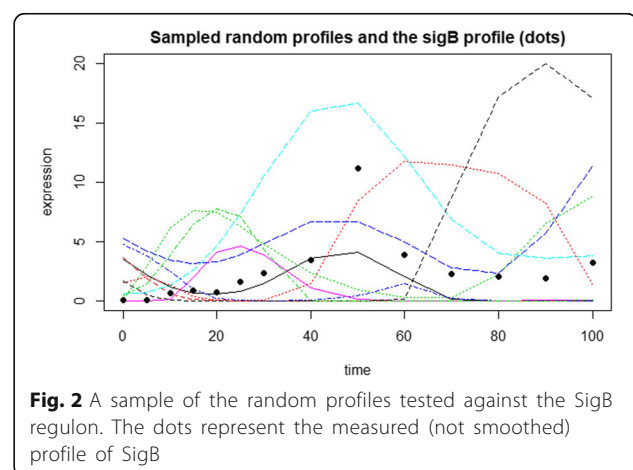 Sampled random profiles and the sigB profile (dots)
20
15
10
5
0
expression
0
20
40
60
80
100
time
Fig. 2 A sample of the random profiles tested against the SigB
regulon. The dots represent the measured (not smoothed)
profile of SigB